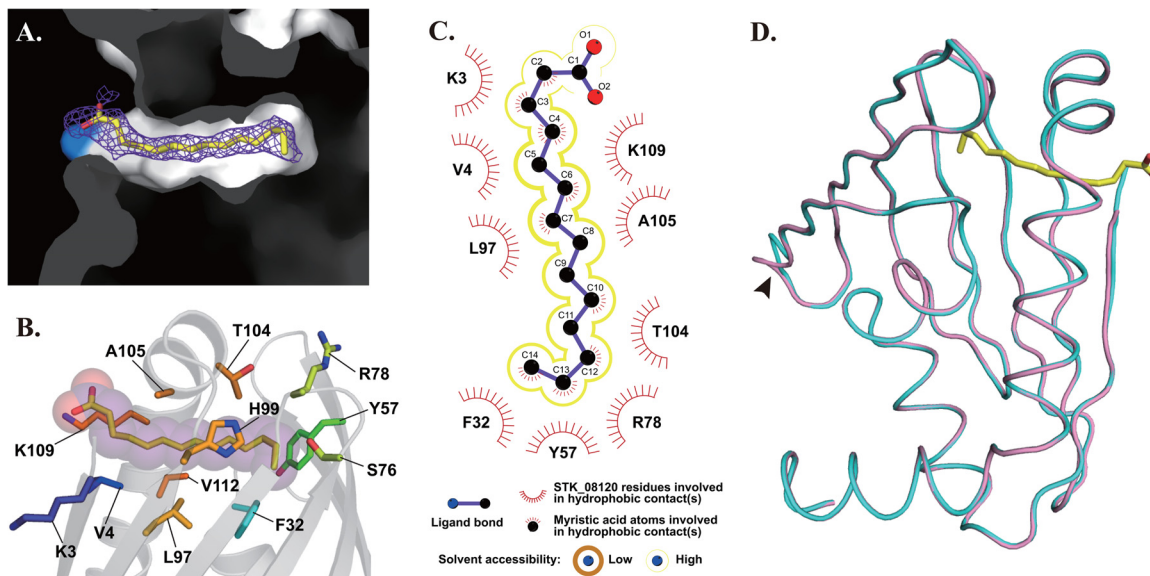 A.
B.
T104
A105
R78
H99
Y57
K109
S76
V112
V4
F32
K3
L97
C.
O1
C2
C1
K3
O2
C3
C4
K109
C5
V4
C6
A105
C7
L97
C8
C9
C10
C11
T104
C14
C13
C12
F32
R78
Y57
STK_08120 residues involved
in hydrophobic contact(s)
Ligand bond
Myristic acid atoms involved
in hydrophobic contact(s)
Solvent accessibility: Low High
D.